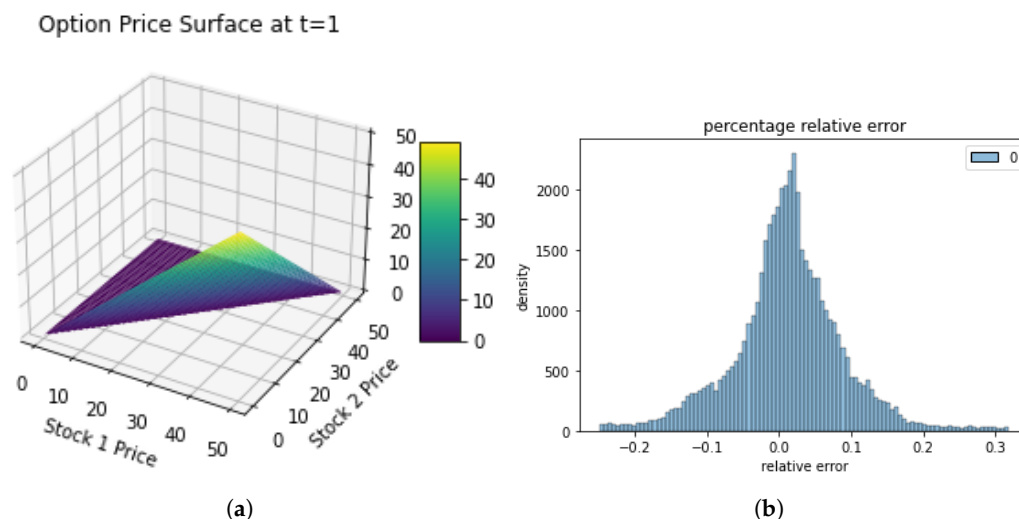 Option Price Surface at t=1
50
40
30
20
10
0
40
30
20
10
0
0 10 20 30 40 50
Stock 1 Price
0 10 20 30 40 50
Stock 2 Price
(a)
percentage relative error
0
2000
1500
1000
500
0
density
−0.2 −0.1 0.0 0.1 0.2 0.3
relative error
(b)